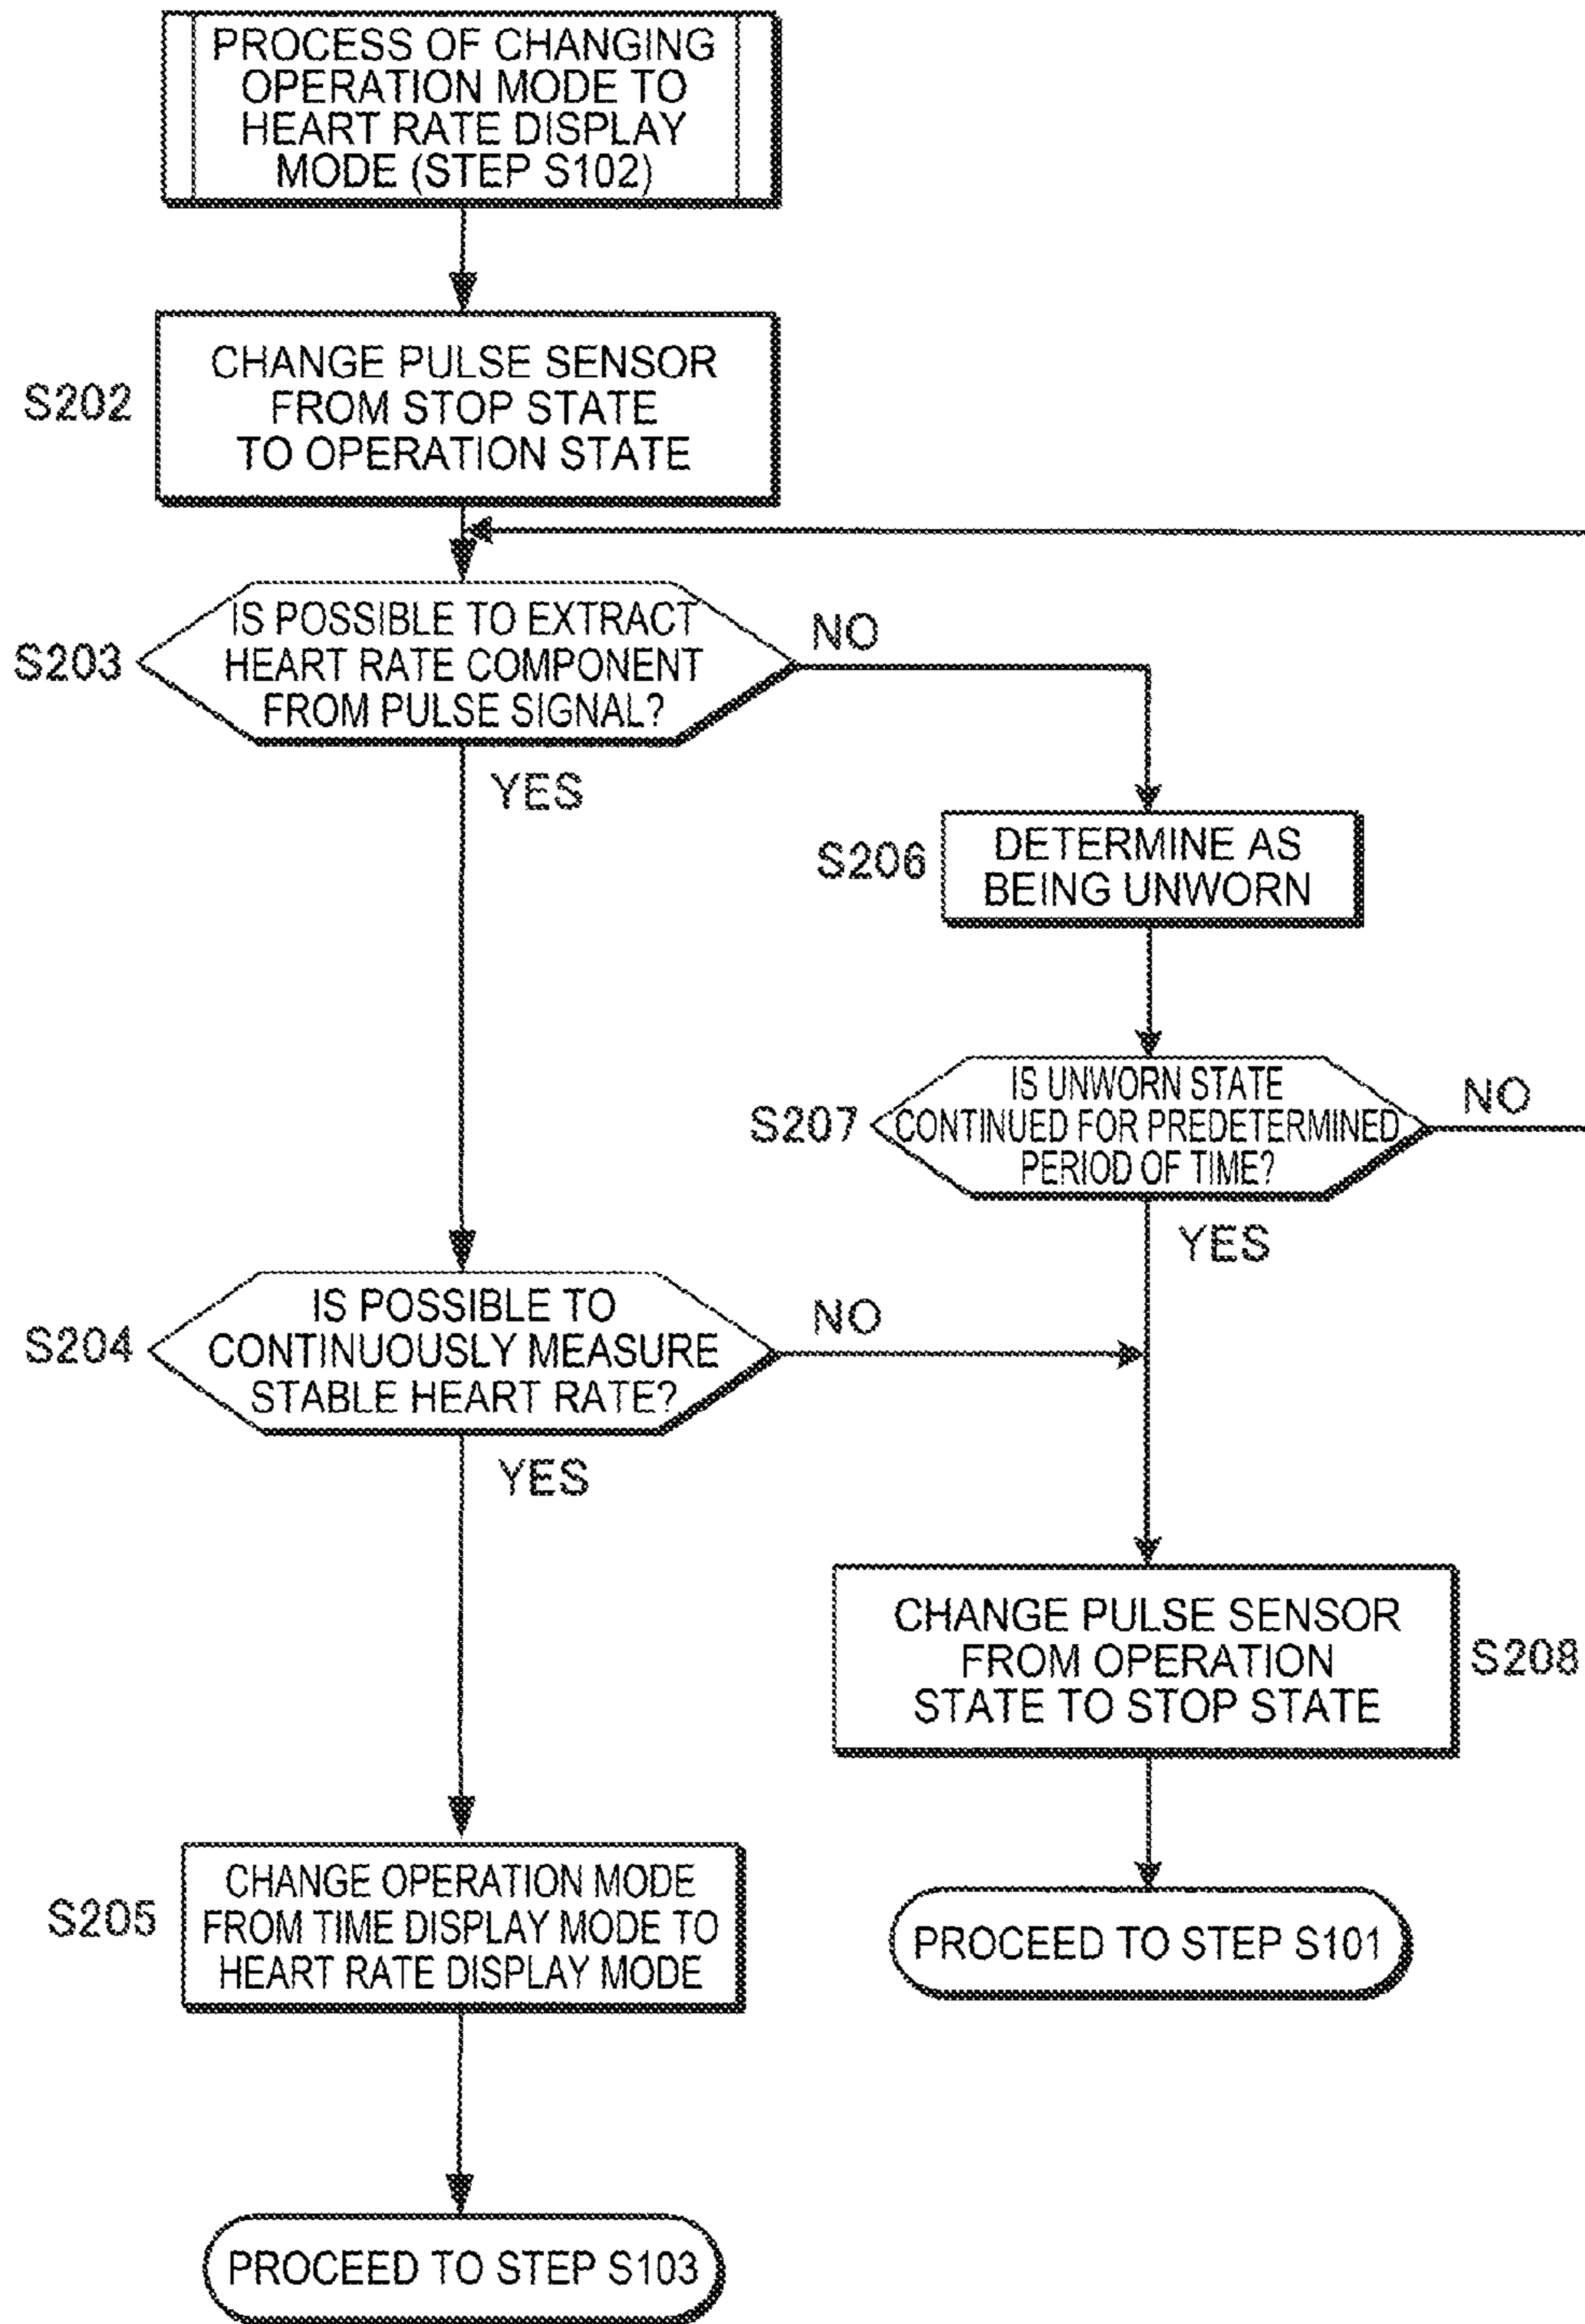 PROCESS OF CHANGING
OPERATION MODE TO
HEART RATE DISPLAY
MODE (STEP S102)
S202
CHANGE PULSE SENSOR
FROM STOP STATE
TO OPERATION STATE
S203
IS POSSIBLE TO EXTRACT
HEART RATE COMPONENT
FROM PULSE SIGNAL?
NO
YES
S206
DETERMINE AS
BEING UNWORN
S207
IS UNWORN STATE
CONTINUED FOR PREDETERMINED
PERIOD OF TIME?
NO
YES
S204
IS POSSIBLE TO
CONTINUOUSLY MEASURE
STABLE HEART RATE?
NO
YES
CHANGE PULSE SENSOR
FROM OPERATION
STATE TO STOP STATE
S208
S205
CHANGE OPERATION MODE
FROM TIME DISPLAY MODE TO
HEART RATE DISPLAY MODE
PROCEED TO STEP S101
PROCEED TO STEP S103